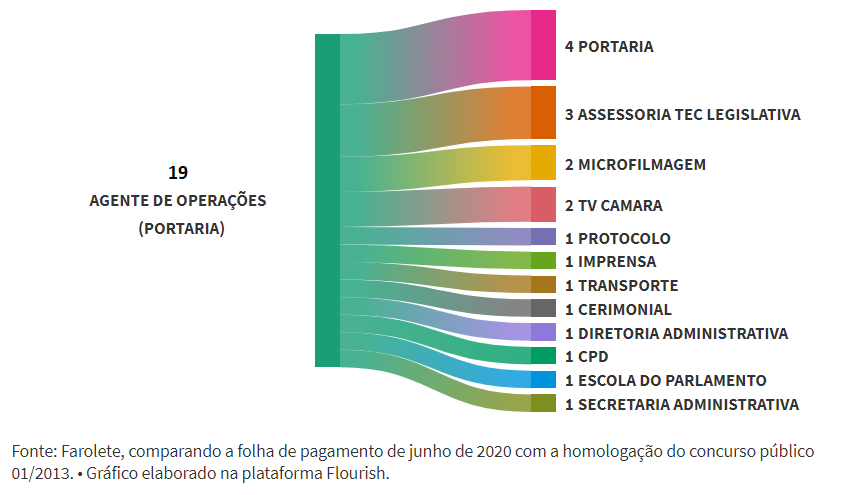 19
AGENTE DE OPERAÇÕES
(PORTARIA)
4 PORTARIA
3 ASSESSORIA TEC LEGISLATIVA
2 MICROFILMAGEM
2 TV CAMARA
1 PROTOCOLO
1 IMPRENSA
1 TRANSPORTE
1 CERIMONIAL
1 DIRETORIA ADMINISTRATIVA
1 CPD
1 ESCOLA DO PARLAMENTO
1 SECRETARIA ADMINISTRATIVA
Fonte: Farolete, comparando a folha de pagamento de junho de 2020 com a homologação do concurso público
01/2013. • Gráfico elaborado na plataforma Flourish.